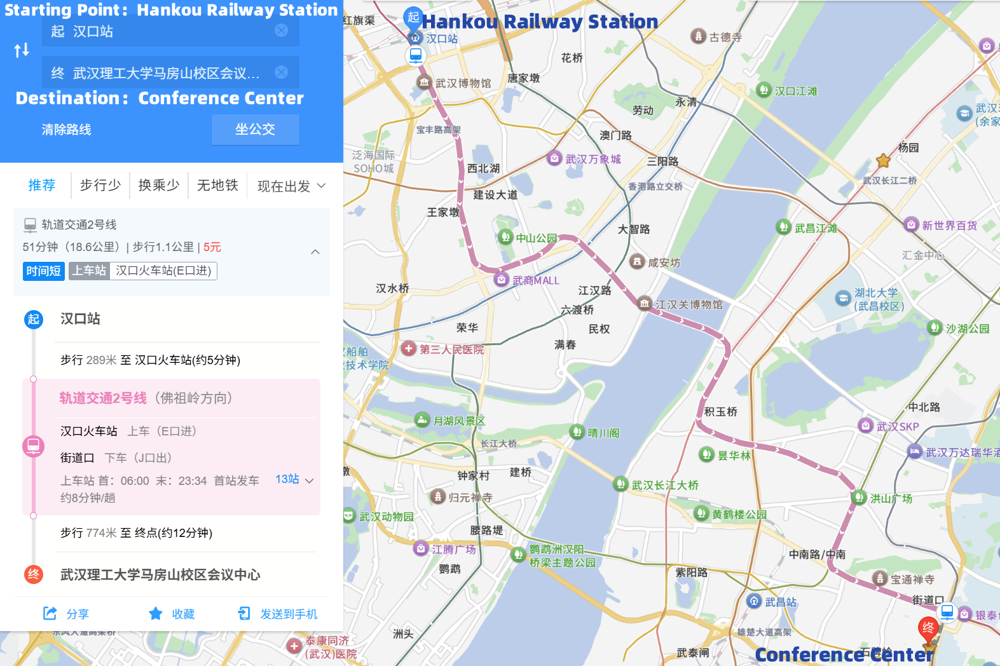 Starting Point：Hankou Railway Station
起 汉口站
终 武汉理工大学马房山校区会议…
Destination：Conference Center
清除路线
坐公交
推荐
步行少
换乘少
无地铁
现在出发
轨道交通2号线
51分钟（18.6公里）| 步行1.1公里 | 5元
时间短 上车站 汉口火车站(E口进)
起 汉口站
步行 289米 至 汉口火车站(约5分钟)
轨道交通2号线（佛祖岭方向）
汉口火车站 上车（E口进）
街道口 下车（J口出）
上车站 首：06:00 末：23:34 首站发车
约8分钟/趟
13站
步行 774米 至 终点(约12分钟)
终 武汉理工大学马房山校区会议中心
分享
收藏
发送到手机
红旗渠
起
Hankou Railway Station
汉口站
古德寺
花桥
武汉博物馆
唐家墩
汉口江滩
永清
劳动
宝丰路高架
澳门路
杨园
泛海国际
SOHO城
武汉万象城
三阳路
西北湖
武汉长江二桥
香港路立交桥
建设大道
王家墩
大智路
武昌江滩
新世界百货
中山公园
汇金中心
咸安坊
武商MALL
汉水桥
江汉路
湖北大学
(武昌校区)
江汉关博物馆
六渡桥
荣华
民权
沙湖公园
满春
第三人民医院
船舶
技术学院
积玉桥
中北路
月湖风景区
武汉SKP
晴川阁
长江大桥
昙华林
武汉万达瑞华酒
钟家村
建桥
武汉长江大桥
归元禅寺
洪山广场
武汉动物园
黄鹤楼公园
腰路堤
江腾广场
鹦鹉洲汉阳
桥梁主题公园
中南路/中南
鹦鹉
紫阳路
宝通禅寺
武昌站
街道口
银泰
终
洲头
雄楚大道高架
泰康同济
(武汉)医院
武泰闸
石牌岭
Conference Center